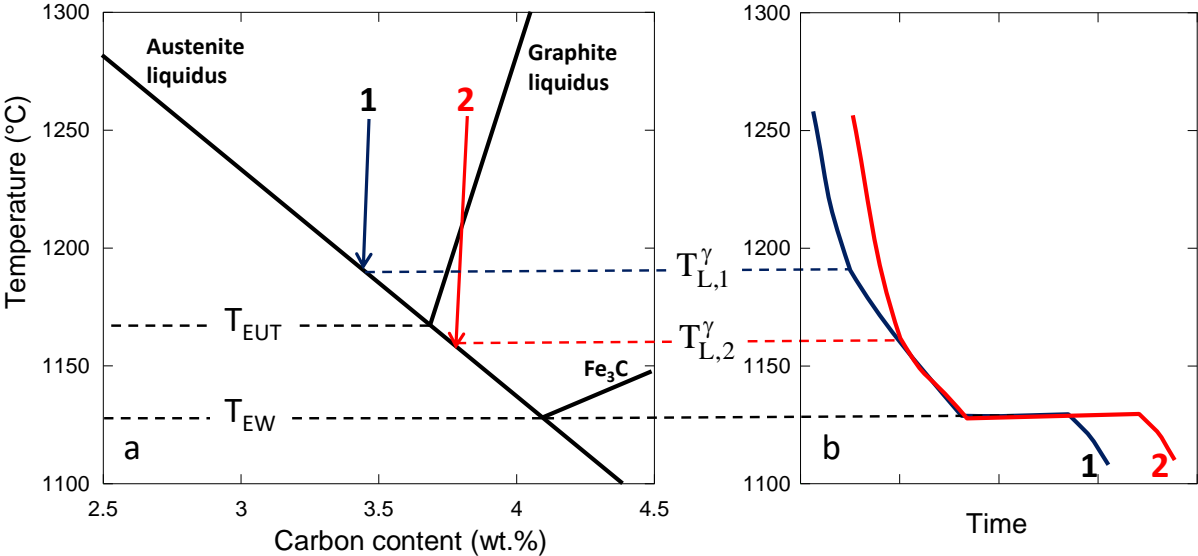 1300
1250
1200
1150
1100
Temperature (°C)
2.5
3
3.5
4
4.5
Carbon content (wt.%)
Austenite
liquidus
1
2
Graphite
liquidus
T_EUT
T_EW
Fe₃C
a
T^γ_L,1
T^γ_L,2
1300
1250
1200
1150
1100
b
1
2
Time